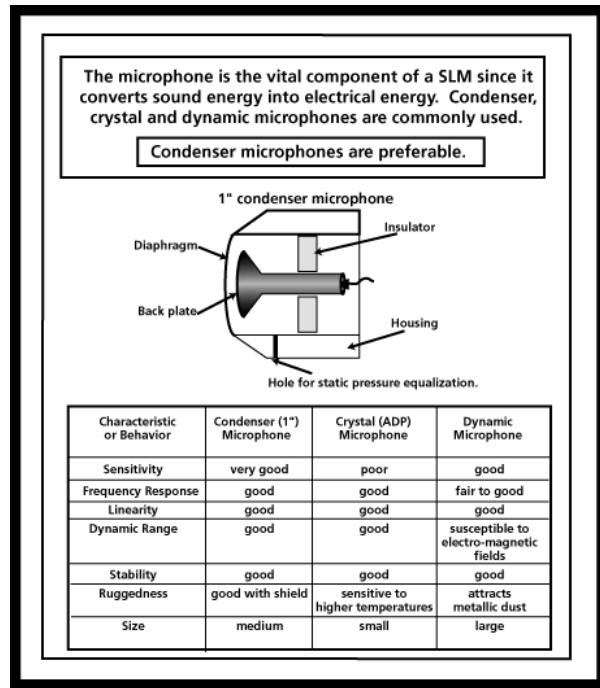 The microphone is the vital component of a SLM since it
converts sound energy into electrical energy.  Condenser,
crystal and dynamic microphones are commonly used.
Condenser microphones are preferable.
1" condenser microphone
Insulator
Diaphragm
Back plate
Housing
Hole for static pressure equalization.
Characteristic or Behavior | Condenser (1") Microphone | Crystal (ADP) Microphone | Dynamic Microphone
Sensitivity | very good | poor | good
Frequency Response | good | good | fair to good
Linearity | good | good | good
Dynamic Range | good | good | susceptible to electro-magnetic fields
Stability | good | good | good
Ruggedness | good with shield | sensitive to higher temperatures | attracts metallic dust
Size | medium | small | large